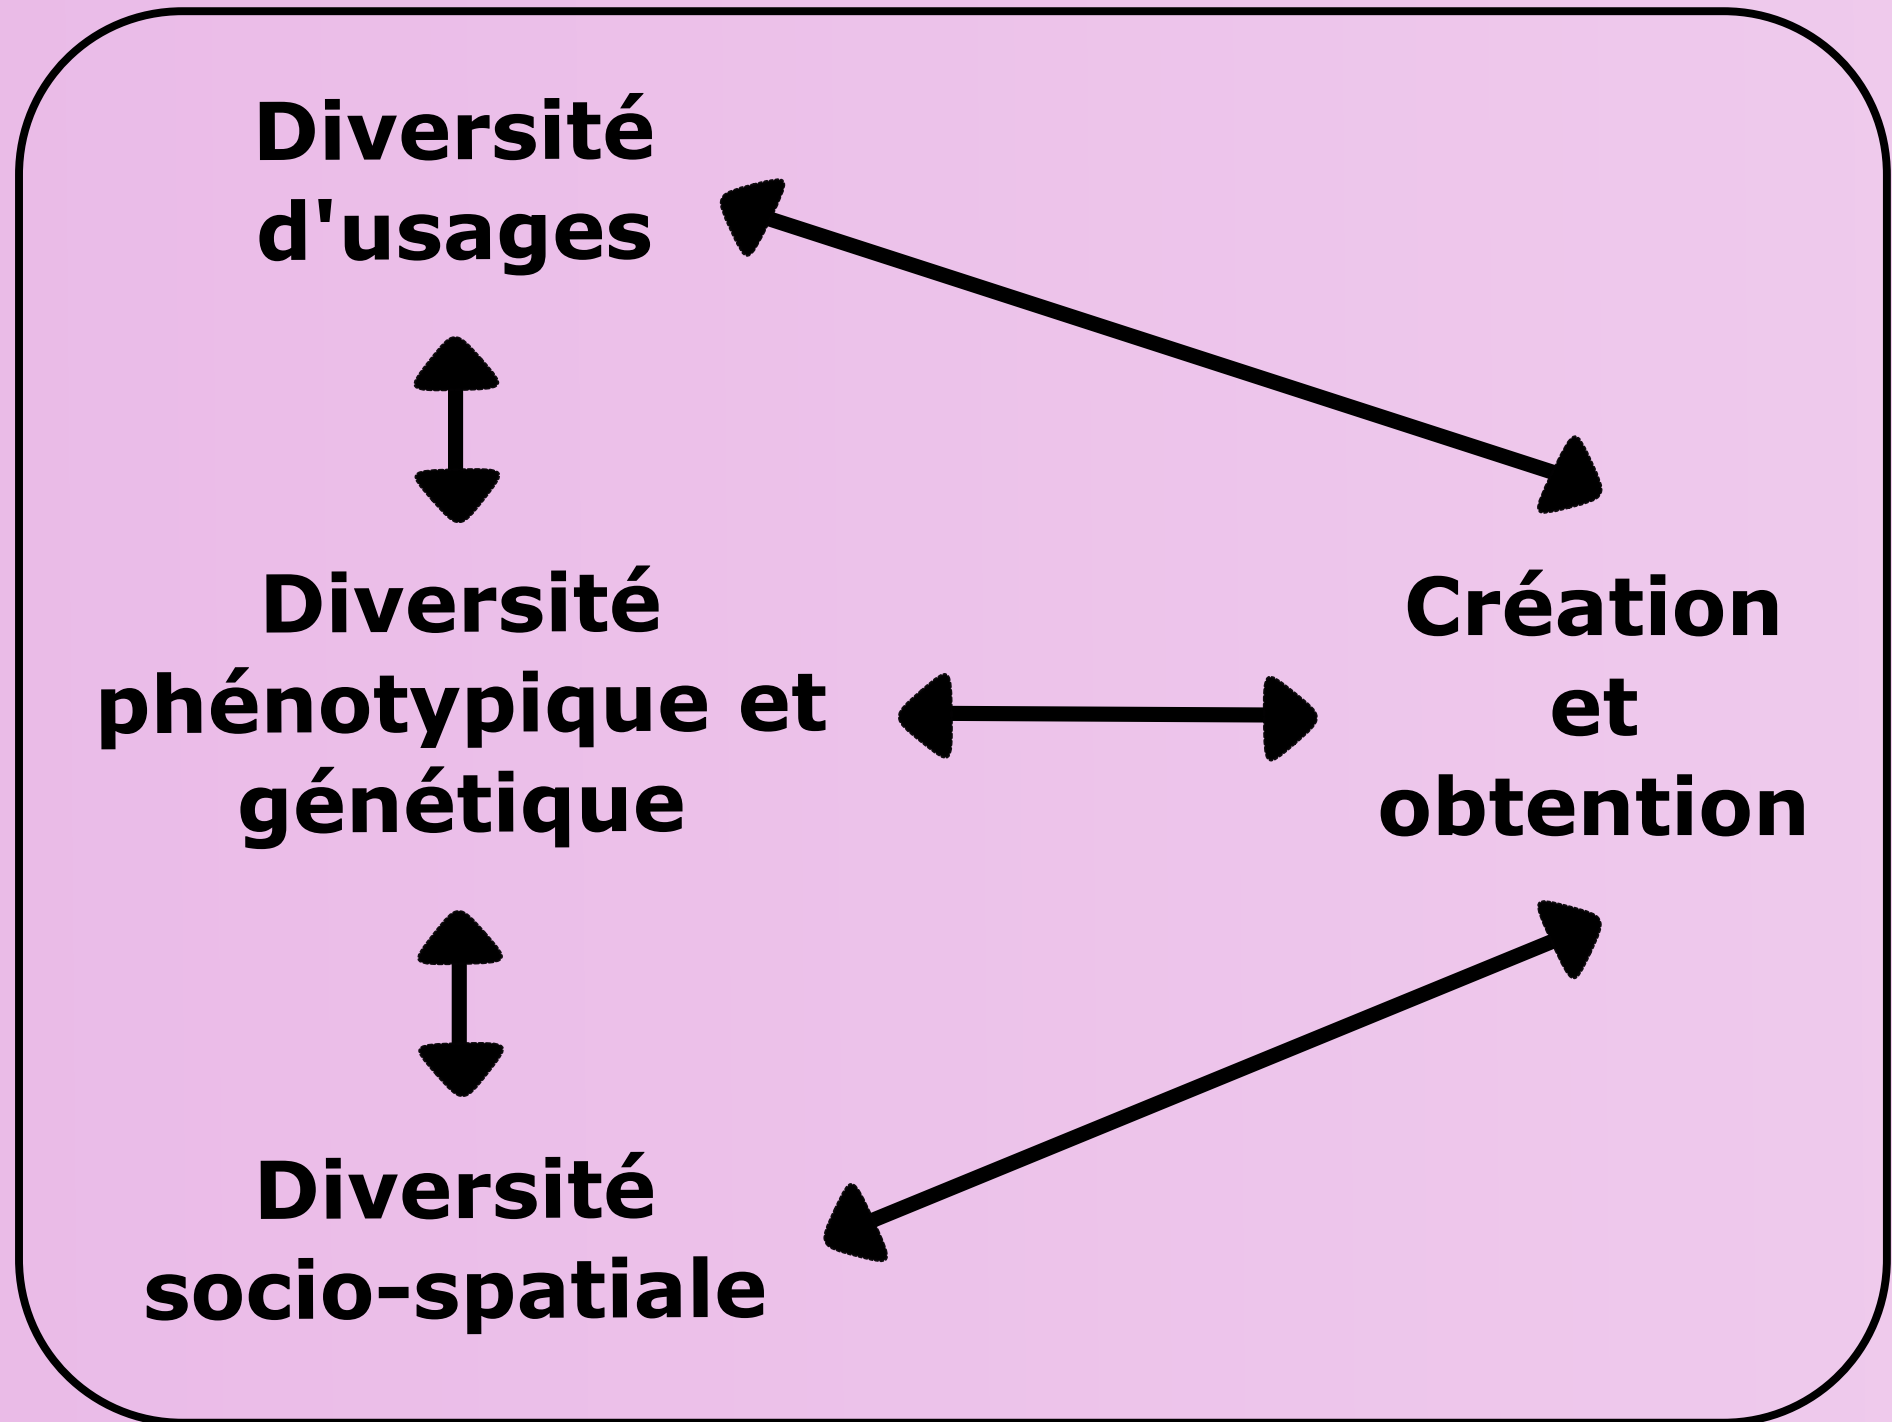 Diversité
d'usages
Diversité
phénotypique et
génétique
Création
et
obtention
Diversité
socio-spatiale